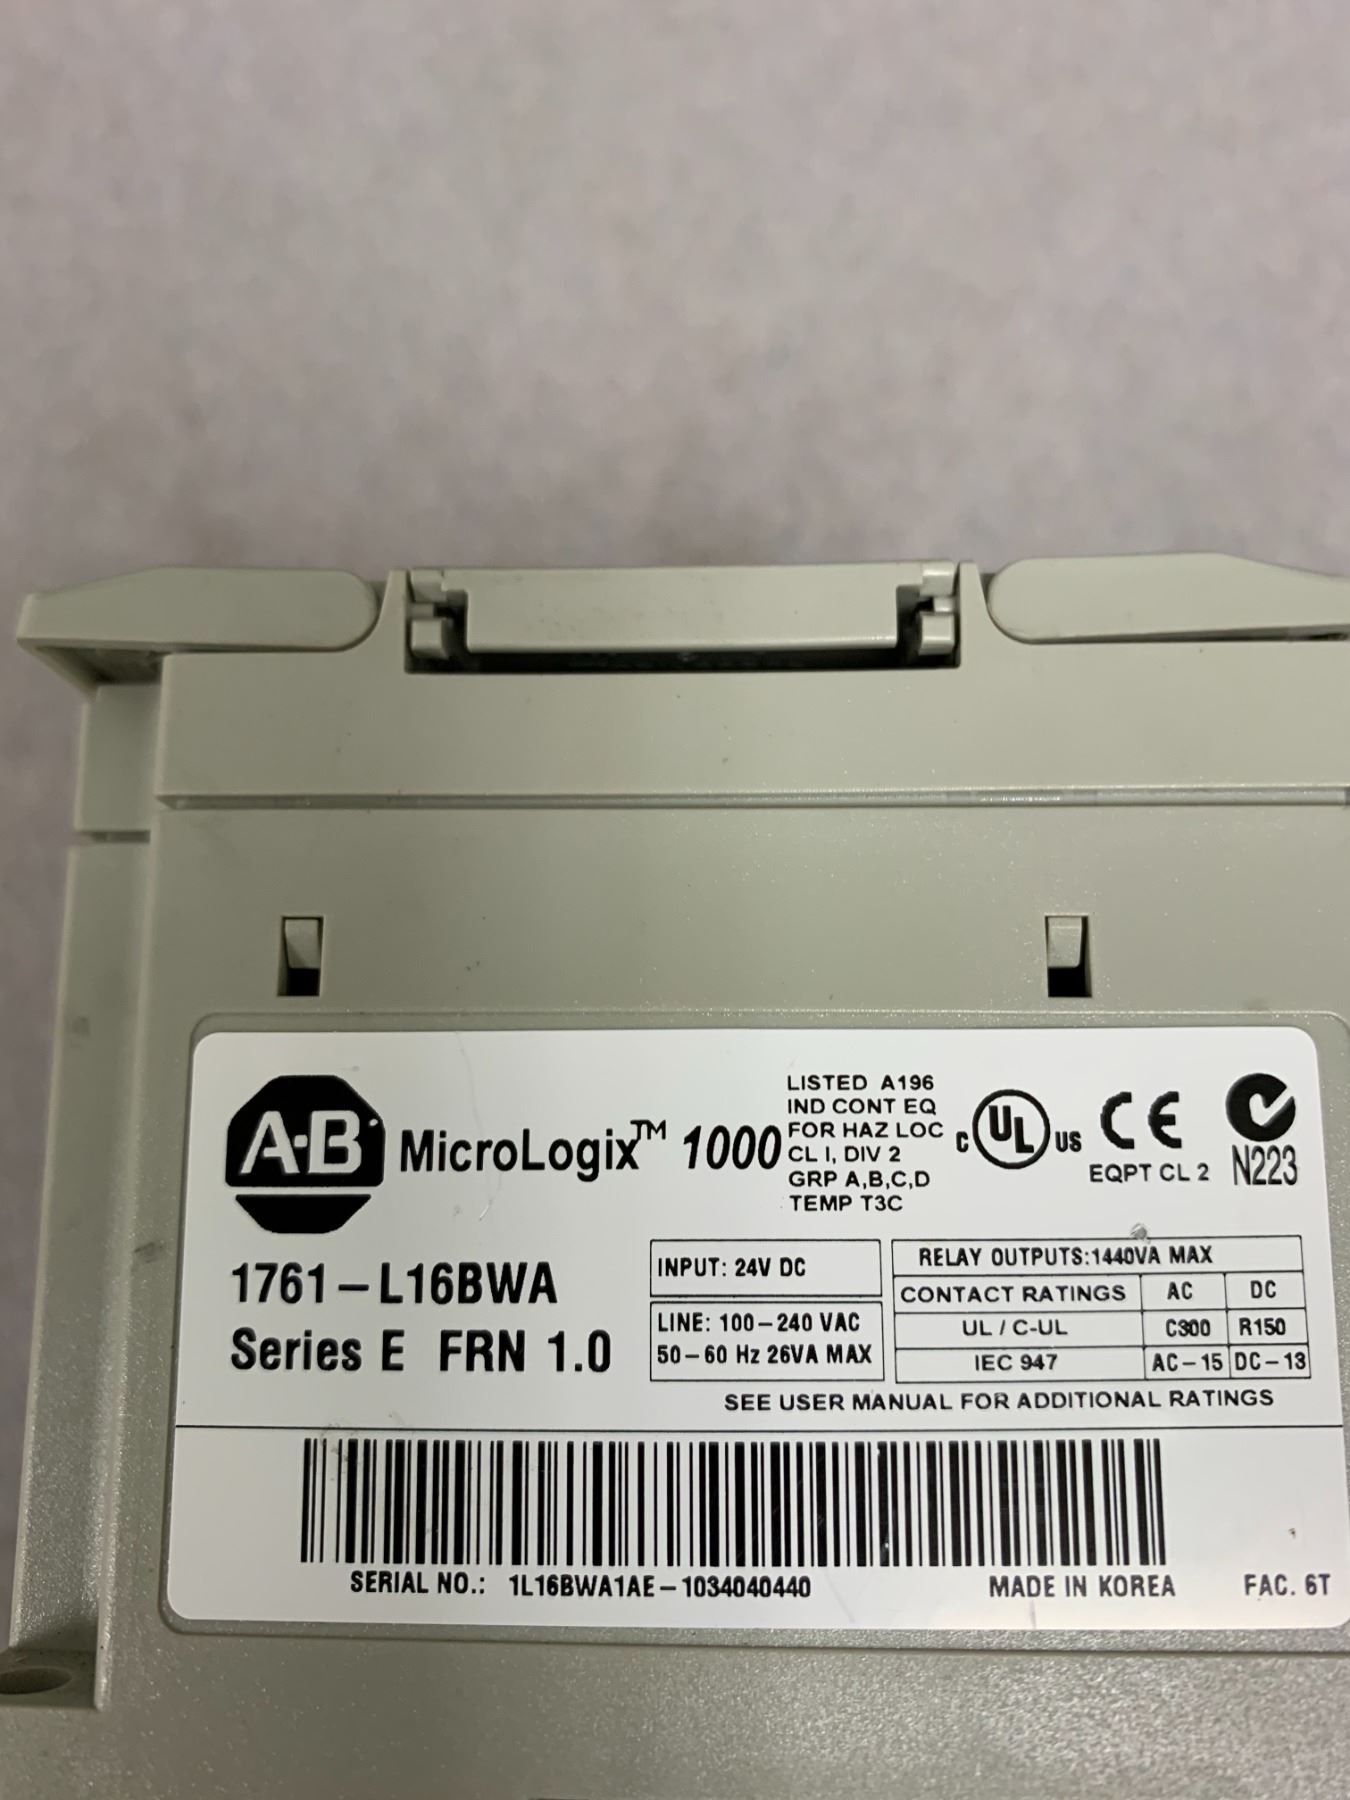 A·B
MicroLogix™ 1000
LISTED A196
IND CONT EQ
FOR HAZ LOC
CL I, DIV 2
GRP A,B,C,D
TEMP T3C
C UL US
CE
EQPT CL 2
N223
1761-L16BWA
Series E FRN 1.0
INPUT: 24V DC
LINE: 100-240 VAC
50-60 Hz 26VA MAX
RELAY OUTPUTS:1440VA MAX
CONTACT RATINGS AC DC
UL / C-UL C300 R150
IEC 947 AC-15 DC-13
SEE USER MANUAL FOR ADDITIONAL RATINGS
SERIAL NO.: 1L16BWA1AE-1034040440 MADE IN KOREA FAC. 6T